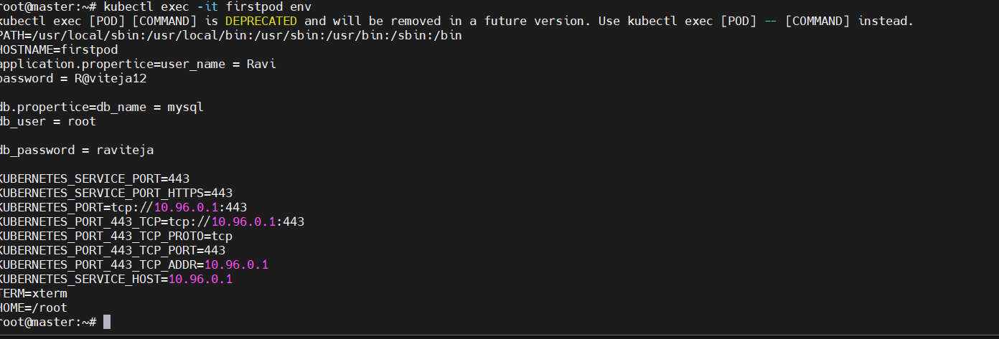 root@master:~# kubectl exec -it firstpod env
kubectl exec [POD] [COMMAND] is DEPRECATED and will be removed in a future version. Use kubectl exec [POD] -- [COMMAND] instead.
PATH=/usr/local/sbin:/usr/local/bin:/usr/sbin:/usr/bin:/sbin:/bin
HOSTNAME=firstpod
application.propertice=user_name = Ravi
password = R@viteja12
db.propertice=db_name = mysql
db_user = root
db_password = raviteja
KUBERNETES_SERVICE_PORT=443
KUBERNETES_SERVICE_PORT_HTTPS=443
KUBERNETES_PORT=tcp://10.96.0.1:443
KUBERNETES_PORT_443_TCP=tcp://10.96.0.1:443
KUBERNETES_PORT_443_TCP_PROTO=tcp
KUBERNETES_PORT_443_TCP_PORT=443
KUBERNETES_PORT_443_TCP_ADDR=10.96.0.1
KUBERNETES_SERVICE_HOST=10.96.0.1
TERM=xterm
HOME=/root
root@master:~#